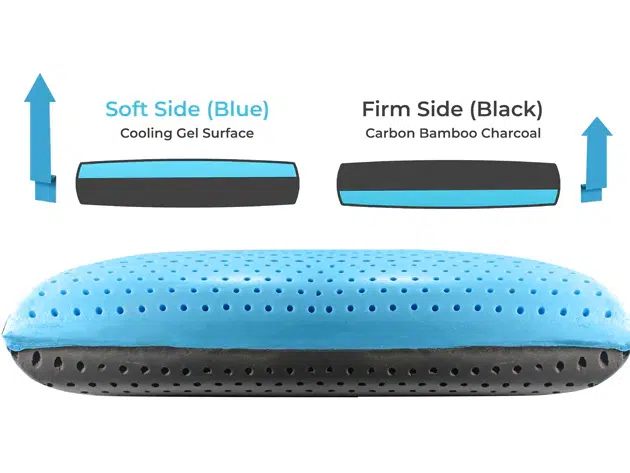 Soft Side (Blue)
Cooling Gel Surface
Firm Side (Black)
Carbon Bamboo Charcoal